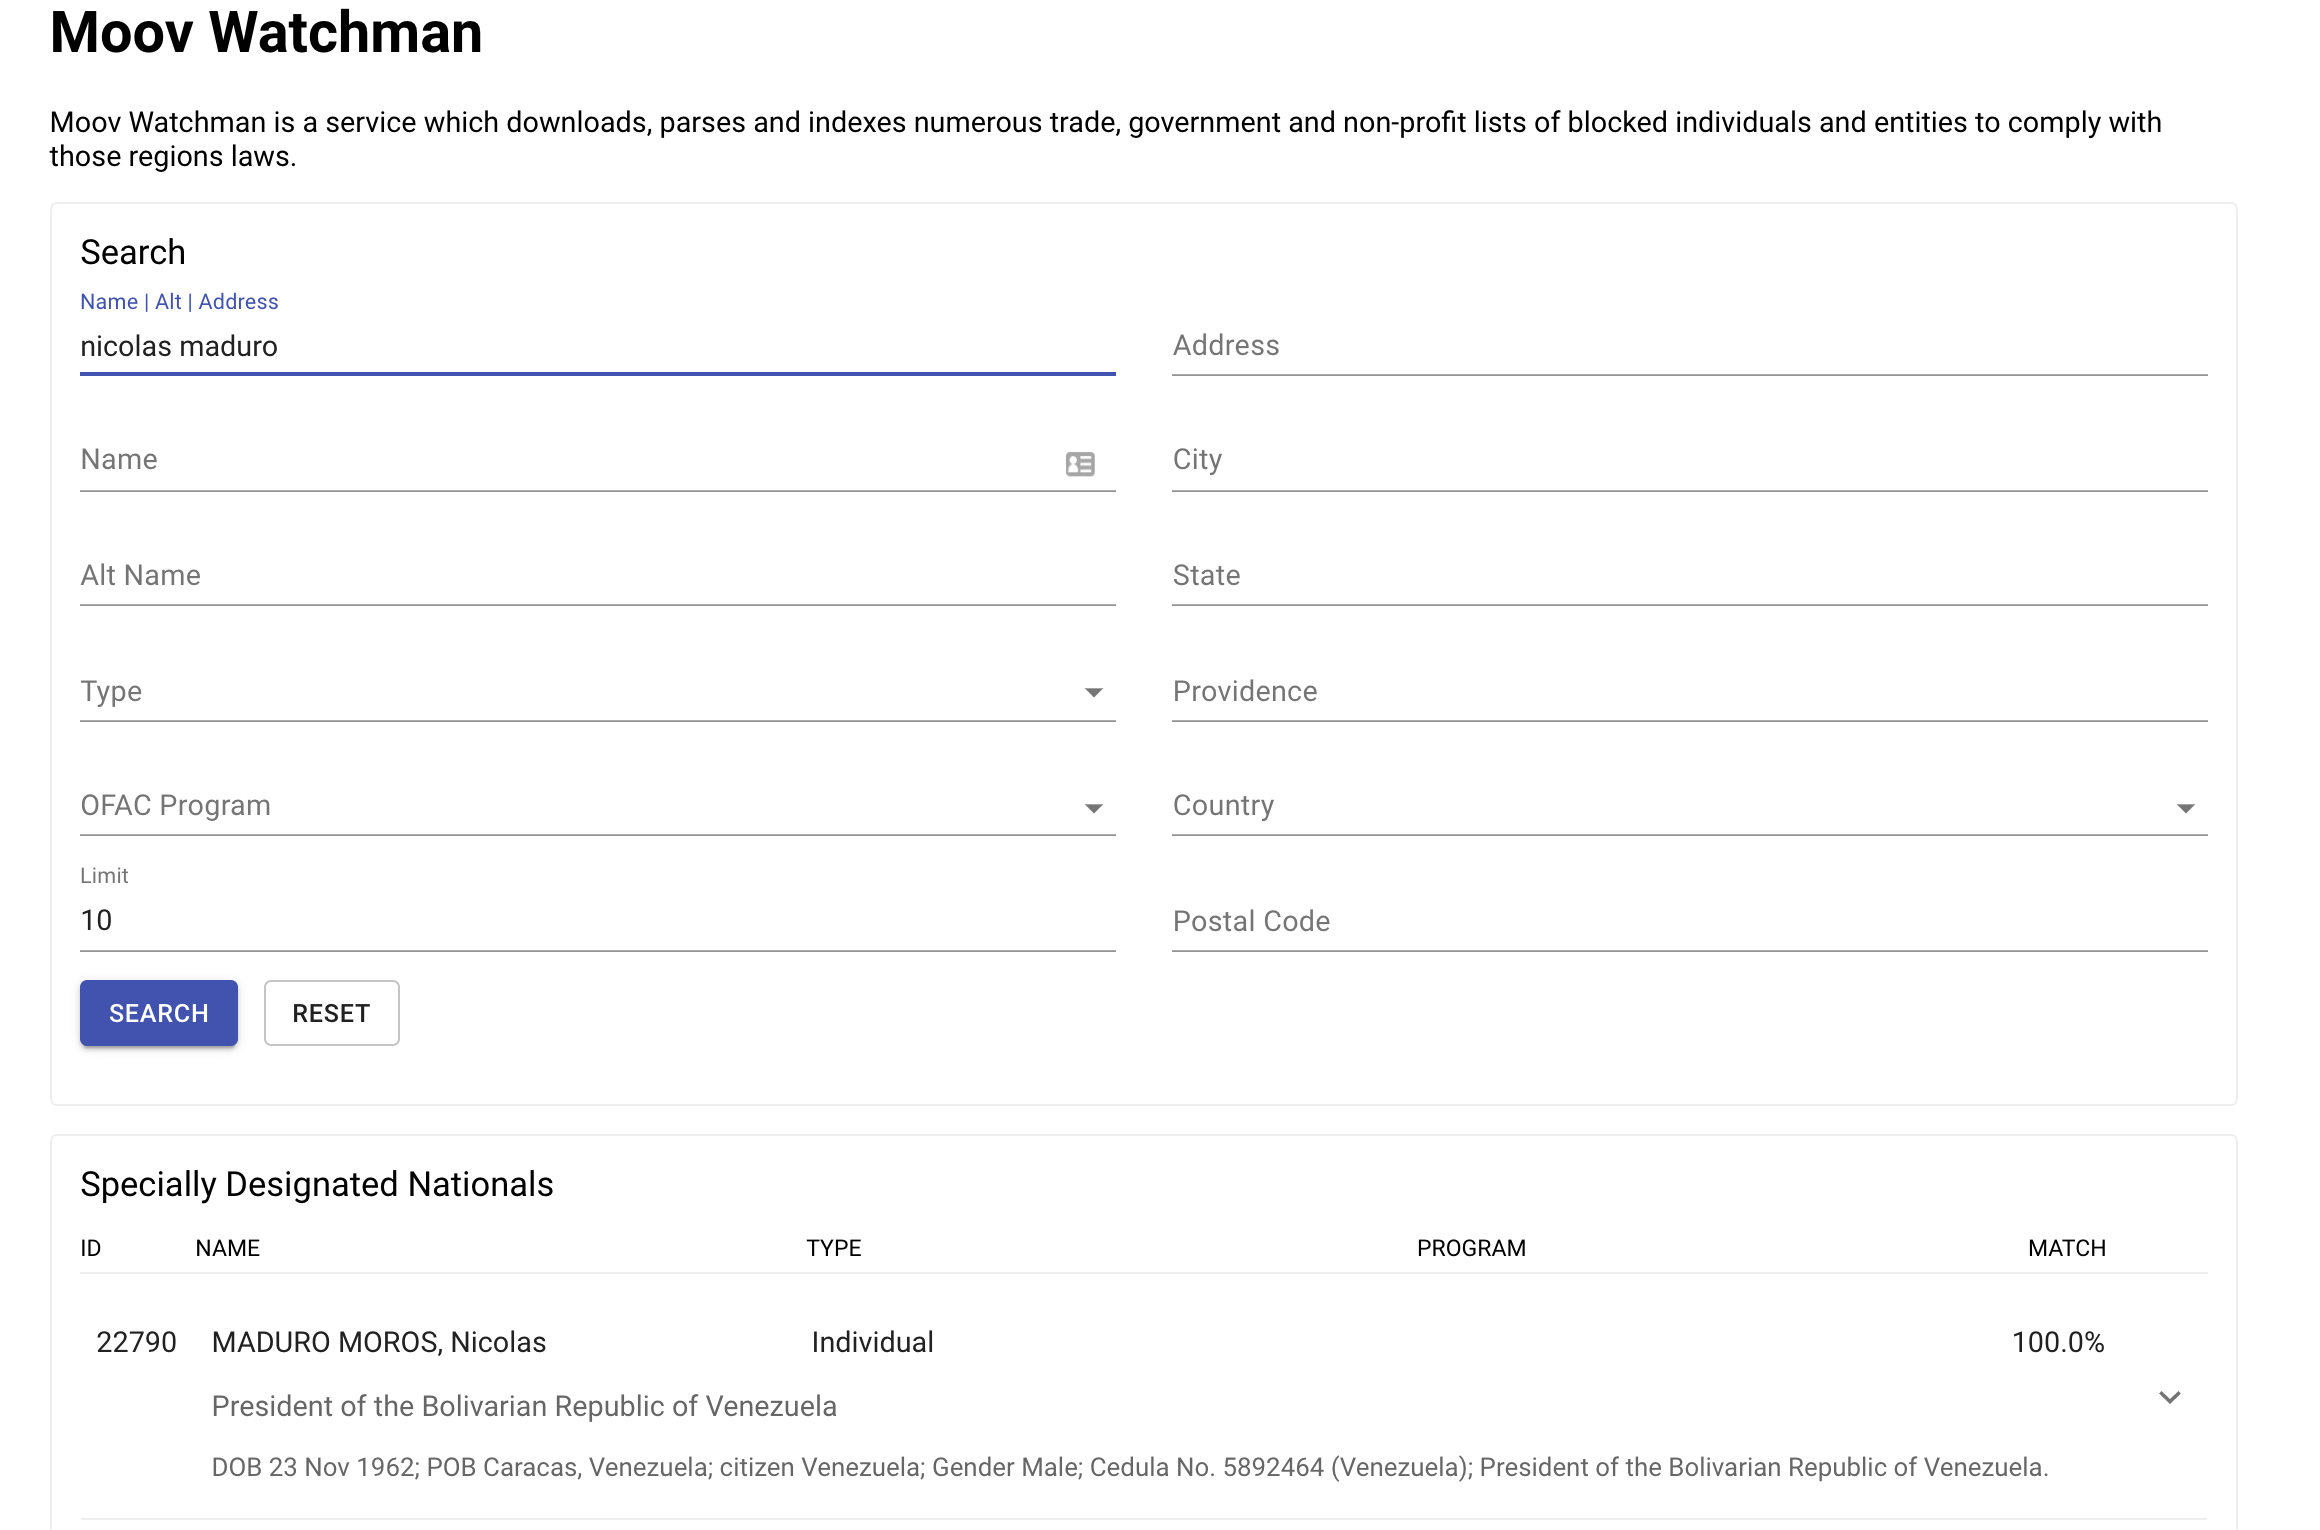 Moov Watchman
Moov Watchman is a service which downloads, parses and indexes numerous trade, government and non-profit lists of blocked individuals and entities to comply with
those regions laws.
Search
Name | Alt | Address
nicolas maduro
Address
Name
City
Alt Name
State
Type
Providence
OFAC Program
Country
Limit
10
Postal Code
SEARCH RESET
Specially Designated Nationals
ID NAME TYPE PROGRAM MATCH
22790 MADURO MOROS, Nicolas Individual 100.0%
President of the Bolivarian Republic of Venezuela
DOB 23 Nov 1962; POB Caracas, Venezuela; citizen Venezuela; Gender Male; Cedula No. 5892464 (Venezuela); President of the Bolivarian Republic of Venezuela.